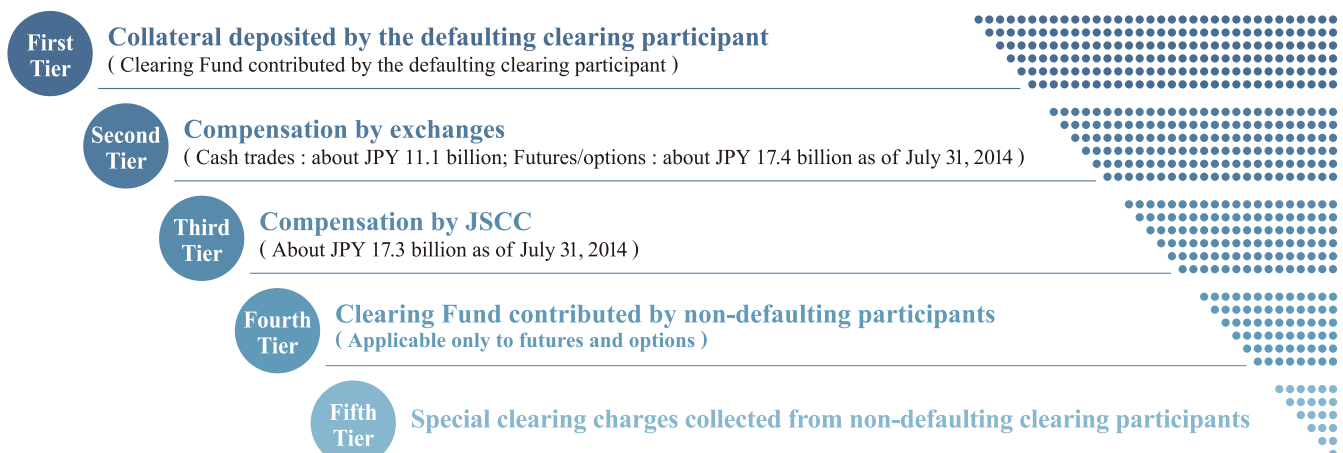 First
Tier
Collateral deposited by the defaulting clearing participant
( Clearing Fund contributed by the defaulting clearing participant )
Second
Tier
Compensation by exchanges
( Cash trades : about JPY 11.1 billion; Futures/options : about JPY 17.4 billion as of July 31, 2014 )
Third
Tier
Compensation by JSCC
( About JPY 17.3 billion as of July 31, 2014 )
Fourth
Tier
Clearing Fund contributed by non-defaulting participants
( Applicable only to futures and options )
Fifth
Tier
Special clearing charges collected from non-defaulting clearing participants